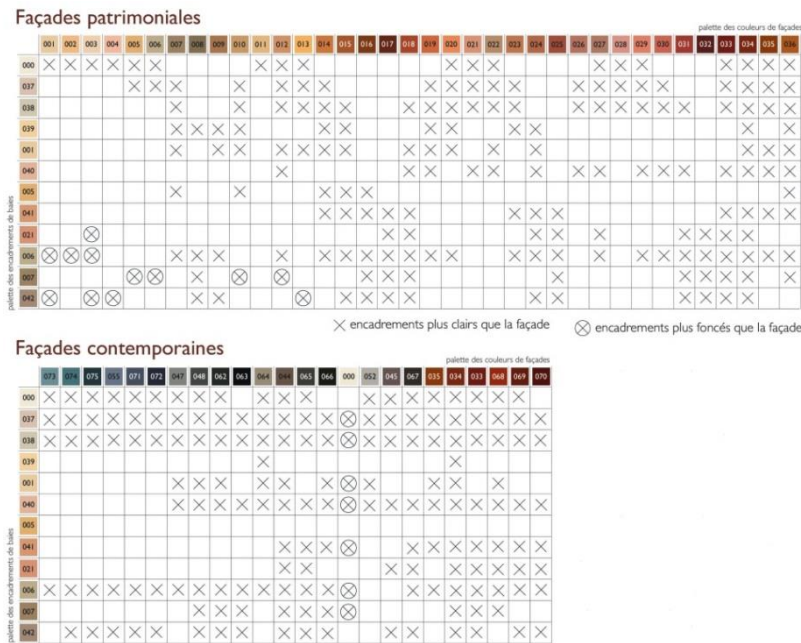 Façades patrimoniales
palette des couleurs de façades
001 002 003 004 005 006 007 008 009 010 011 012 013 014 015 016 017 018 019 020 021 022 023 024 025 026 027 028 029 030 031 032 033 034 035 036
palette des encadrements de baies
000
037
038
039
001
040
005
041
021
006
007
042
encadrements plus clairs que la façade
encadrements plus foncés que la façade
Façades contemporaines
palette des couleurs de façades
073 074 075 055 071 072 047 048 062 063 064 044 065 066 000 052 045 067 035 034 033 068 069 070
palette des encadrements de baies
000
037
038
039
001
040
005
041
021
006
007
042